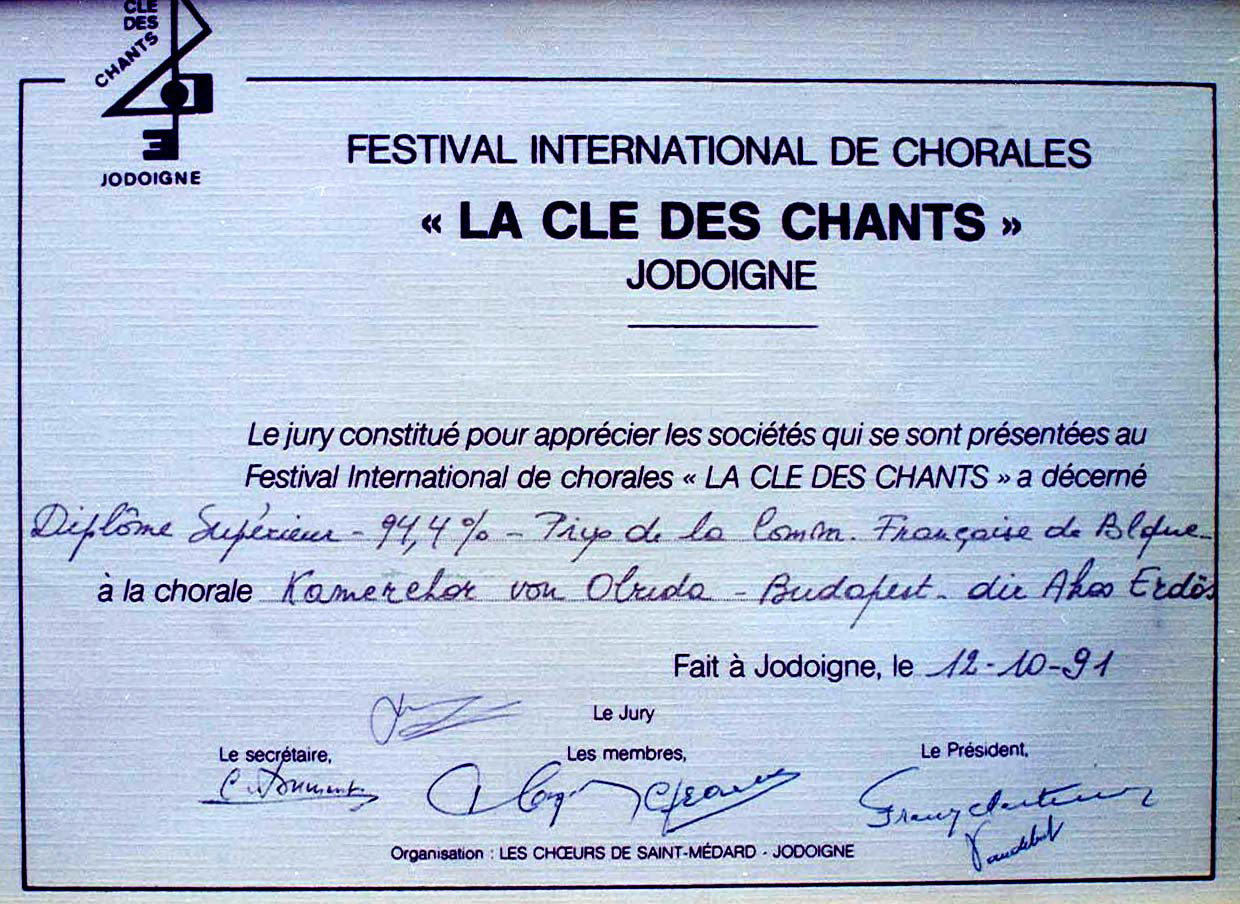 CLE
DES
CHANTS
JODOIGNE
FESTIVAL INTERNATIONAL DE CHORALES
« LA CLE DES CHANTS »
JODOIGNE
Le jury constitué pour apprécier les sociétés qui se sont présentées au
Festival International de chorales « LA CLE DES CHANTS » a décerné
Diplôme Supérieur - 94,4 % - Prix de la Comm. Française de Blque-
à la chorale Kamerchor von Obuda - Budapest - dir Akos Erdös
Fait à Jodoigne, le 12-10-91
Le Jury
Le secrétaire, Les membres, Le Président,
Organisation : LES CHŒURS DE SAINT-MÉDARD - JODOIGNE